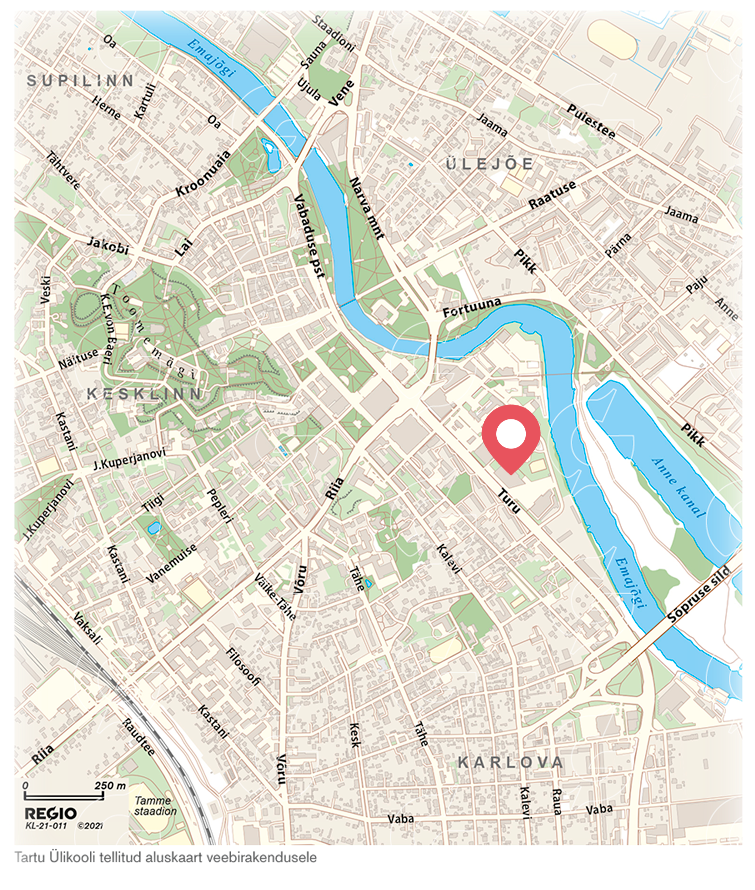 Oa
Emajõgi
Staadioni
Sauna
SUPILINN
Kartuli
Ujula
Vene
Herne
Oa
Puiestee
Jaama
Tähtvere
Kroonuaia
ÜLEJÕE
Narva mnt
Raatuse
Vabaduse pst
Jaama
Jakobi
Lai
Pärna
Pikk
Veski
Toomemägi
Paju
K.E.von Baeri
Fortuuna
Anne
Näituse
KESKLINN
Kastani
Pikk
J.Kuperjanovi
Anne kanal
J.Kuperjanovi
Riia
Tiigi
Pepleri
Turu
Kastani
Vanemuise
Kalevi
Võru
Tähe
Emajõgi
Sõpruse sild
Väike-Tähe
Vaksali
Filosoofi
Kastani
Raudtee
Kesk
Tähe
Riia
Võru
KARLOVA
0 250 m
Tamme
staadion
Kalevi
Raua
Vaba
Vaba
REGIO
KL-21-011 ©2021
Tartu Ülikooli tellitud aluskaart veebirakendusele